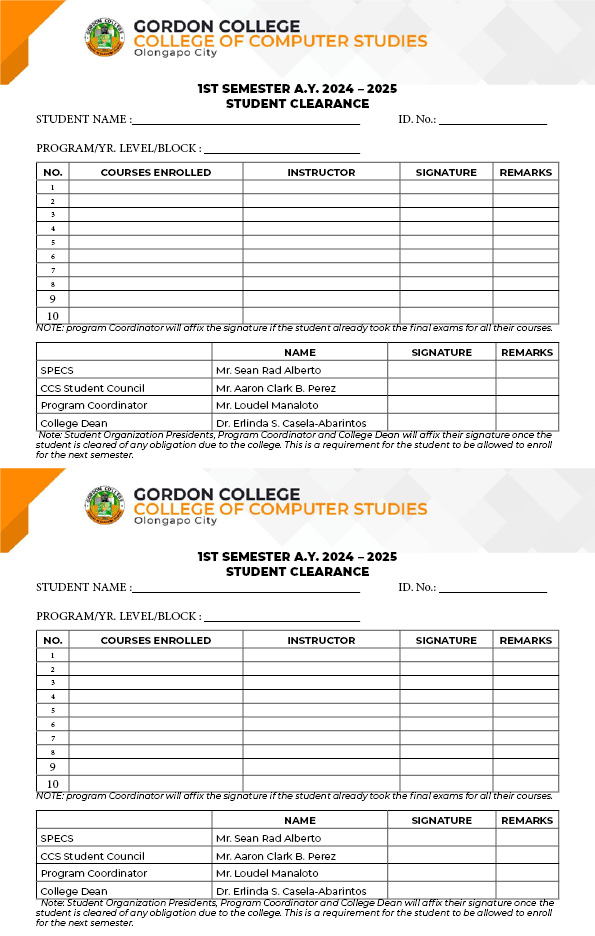 GORDON COLLEGE
COLLEGE OF COMPUTER STUDIES
Olongapo City
1ST SEMESTER A.Y. 2024 – 2025
STUDENT CLEARANCE
STUDENT NAME : ID. No.:
PROGRAM/YR. LEVEL/BLOCK :
NO. COURSES ENROLLED INSTRUCTOR SIGNATURE REMARKS
1
2
3
4
5
6
7
8
9
10
NOTE: program Coordinator will affix the signature if the student already took the final exams for all their courses.
NAME SIGNATURE REMARKS
SPECS Mr. Sean Rad Alberto
CCS Student Council Mr. Aaron Clark B. Perez
Program Coordinator Mr. Loudel Manaloto
College Dean Dr. Erlinda S. Casela-Abarintos
Note: Student Organization Presidents, Program Coordinator and College Dean will affix their signature once the
student is cleared of any obligation due to the college. This is a requirement for the student to be allowed to enroll
for the next semester.
GORDON COLLEGE
COLLEGE OF COMPUTER STUDIES
Olongapo City
1ST SEMESTER A.Y. 2024 – 2025
STUDENT CLEARANCE
STUDENT NAME : ID. No.:
PROGRAM/YR. LEVEL/BLOCK :
NO. COURSES ENROLLED INSTRUCTOR SIGNATURE REMARKS
1
2
3
4
5
6
7
8
9
10
NOTE: program Coordinator will affix the signature if the student already took the final exams for all their courses.
NAME SIGNATURE REMARKS
SPECS Mr. Sean Rad Alberto
CCS Student Council Mr. Aaron Clark B. Perez
Program Coordinator Mr. Loudel Manaloto
College Dean Dr. Erlinda S. Casela-Abarintos
Note: Student Organization Presidents, Program Coordinator and College Dean will affix their signature once the
student is cleared of any obligation due to the college. This is a requirement for the student to be allowed to enroll
for the next semester.